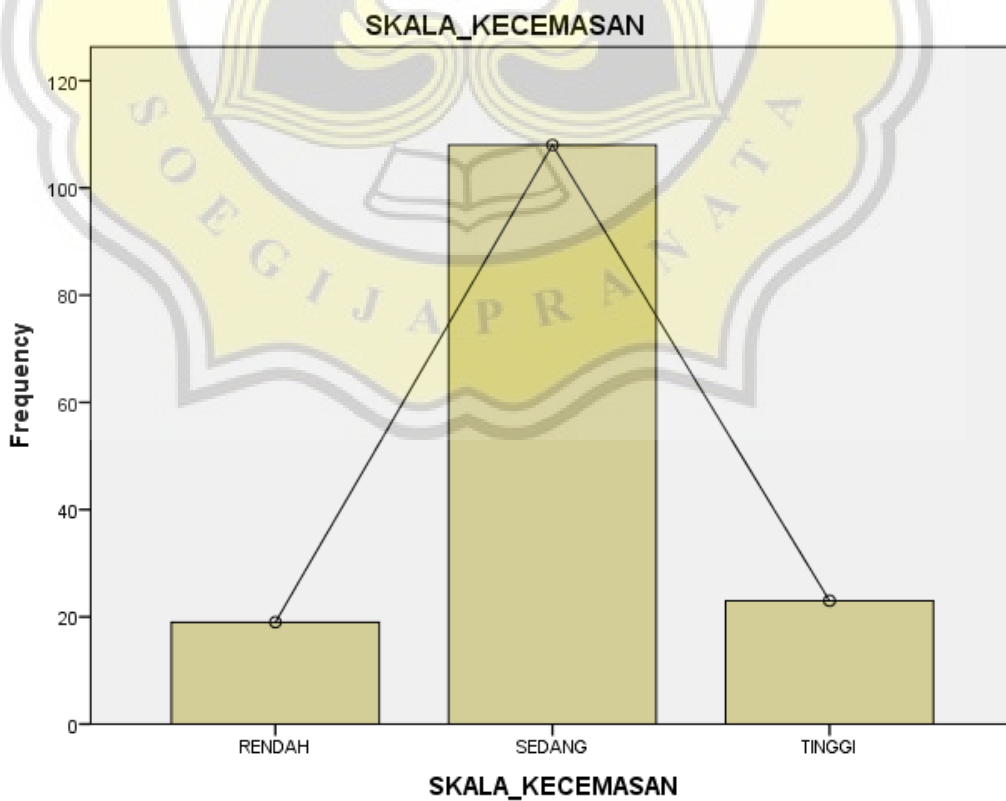 SKALA_KECEMASAN
120
100
80
60
40
20
0
Frequency
RENDAH SEDANG TINGGI
SKALA_KECEMASAN
SOEGIJAPRANATA